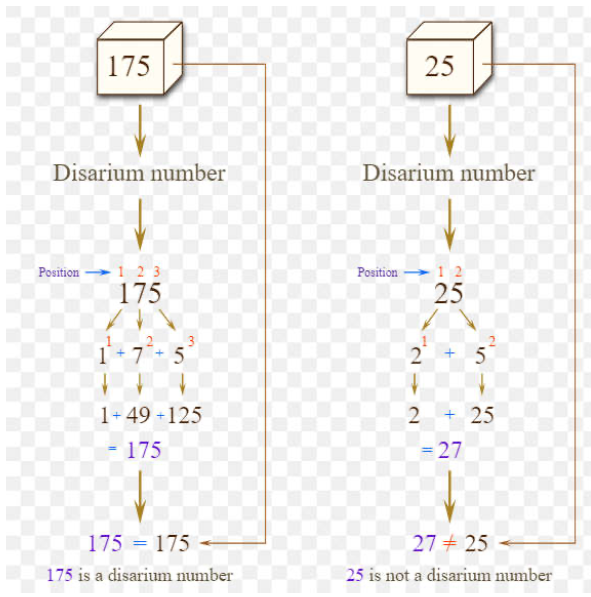 175
Disarium number
Position 1 2 3
175
1^1 + 7^2 + 5^3
1 + 49 + 125
= 175
175 = 175
175 is a disarium number
25
Disarium number
Position 1 2
25
2^1 + 5^2
2 + 25
= 27
27 ≠ 25
25 is not a disarium number